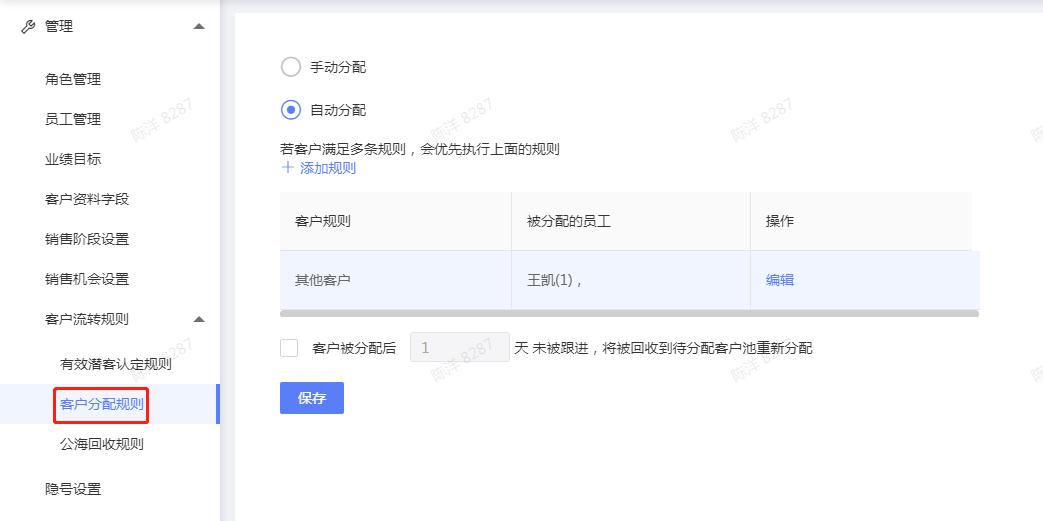 管理
角色管理
员工管理
业绩目标
客户资料字段
销售阶段设置
销售机会设置
客户流转规则
有效潜客认定规则
客户分配规则
公海回收规则
隐号设置
手动分配
自动分配
若客户满足多条规则，会优先执行上面的规则
+ 添加规则
客户规则 被分配的员工 操作
其他客户 王凯(1) , 编辑
客户被分配后 1 天 未被跟进，将被回收到待分配客户池重新分配
保存
陈洋 8287
陈洋 8287
陈洋 8287
陈洋 8287
陈洋 8287
陈洋 8287